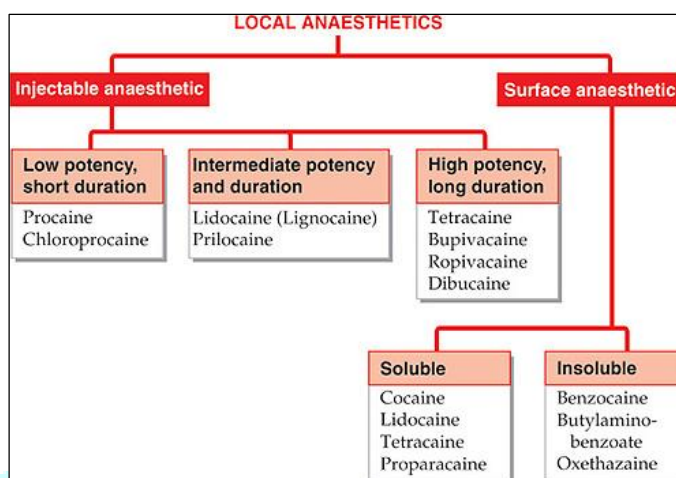 LOCAL ANAESTHETICS
Injectable anaesthetic
Surface anaesthetic
Low potency,
short duration
Procaine
Chloroprocaine
Intermediate potency
and duration
Lidocaine (Lignocaine)
Prilocaine
High potency,
long duration
Tetracaine
Bupivacaine
Ropivacaine
Dibucaine
Soluble
Cocaine
Lidocaine
Tetracaine
Proparacaine
Insoluble
Benzocaine
Butylamino-
benzoate
Oxethazaine